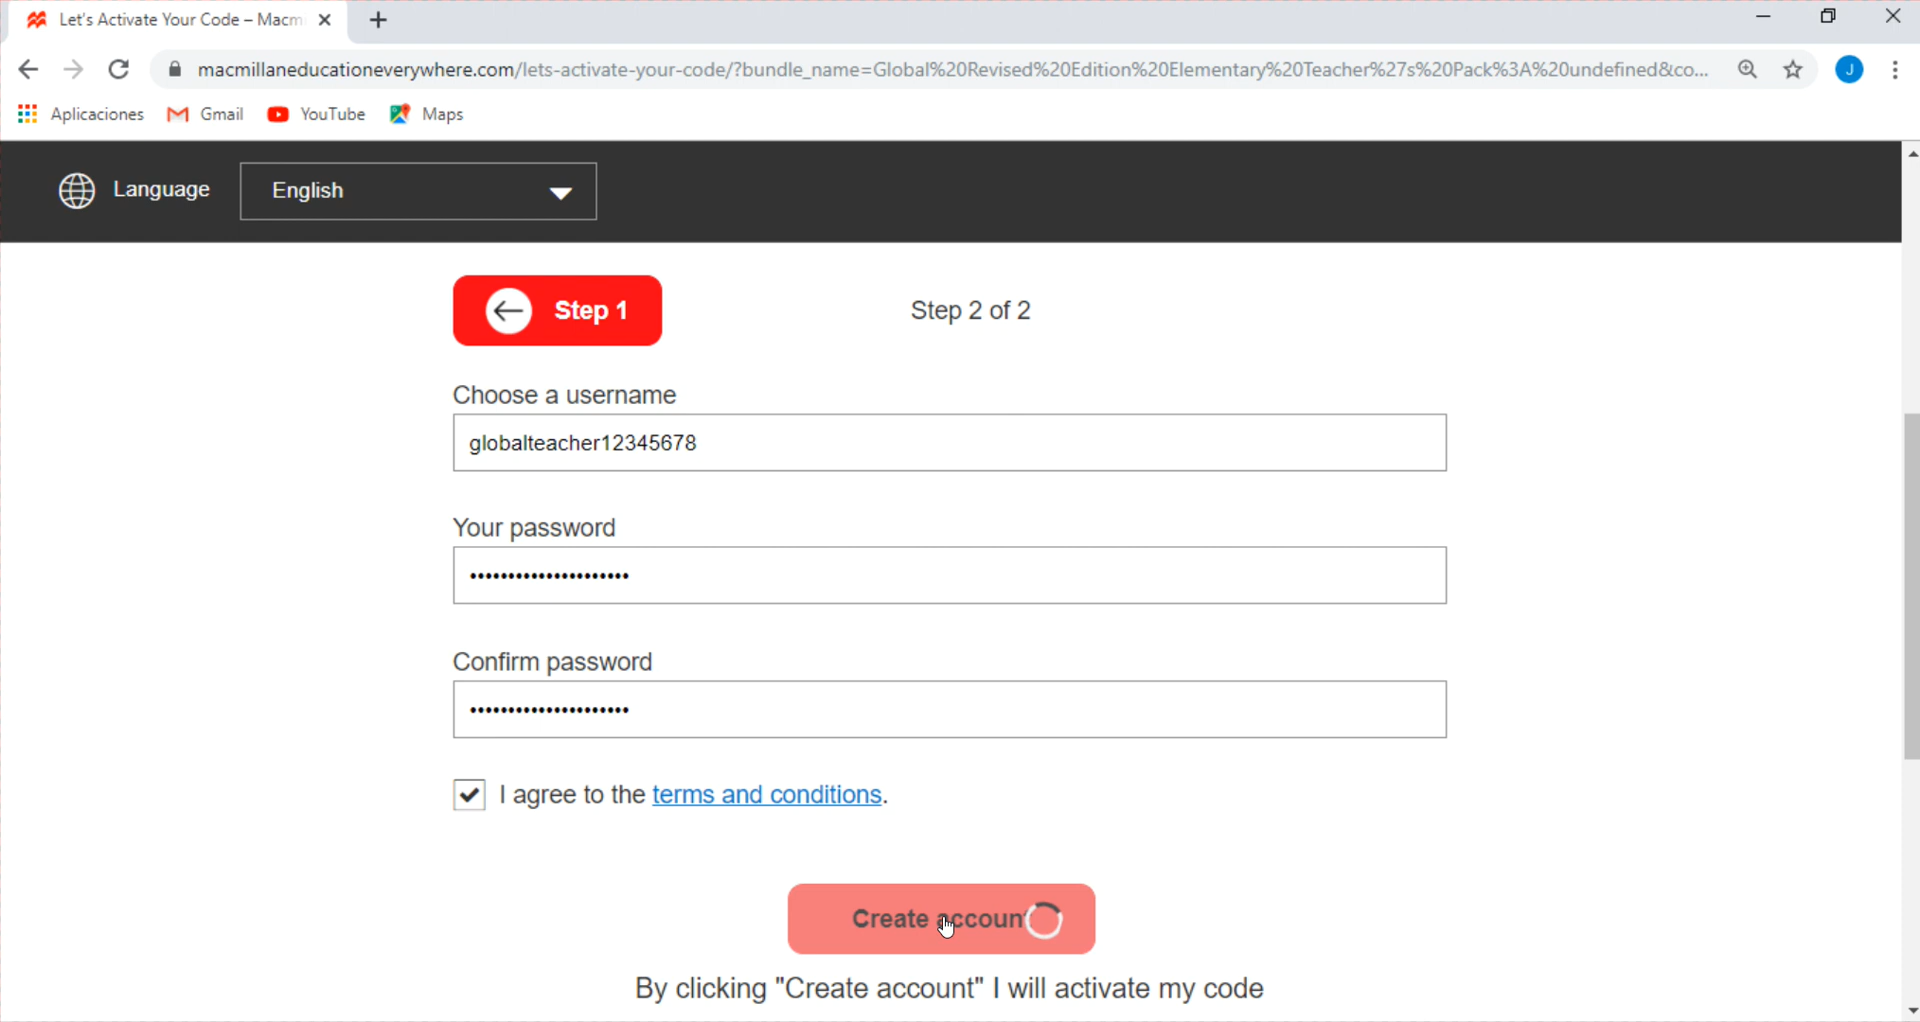 Let's Activate Your Code – Macm
macmillaneducationeverywhere.com/lets-activate-your-code/?bundle_name=Global%20Revised%20Edition%20Elementary%20Teacher%27s%20Pack%3A%20undefined&co...
J
Aplicaciones Gmail YouTube Maps
Language English
Step 1 Step 2 of 2
Choose a username
globalteacher12345678
Your password
•••••••••••••••••••••
Confirm password
•••••••••••••••••••••
I agree to the terms and conditions.
Create account
By clicking "Create account" I will activate my code